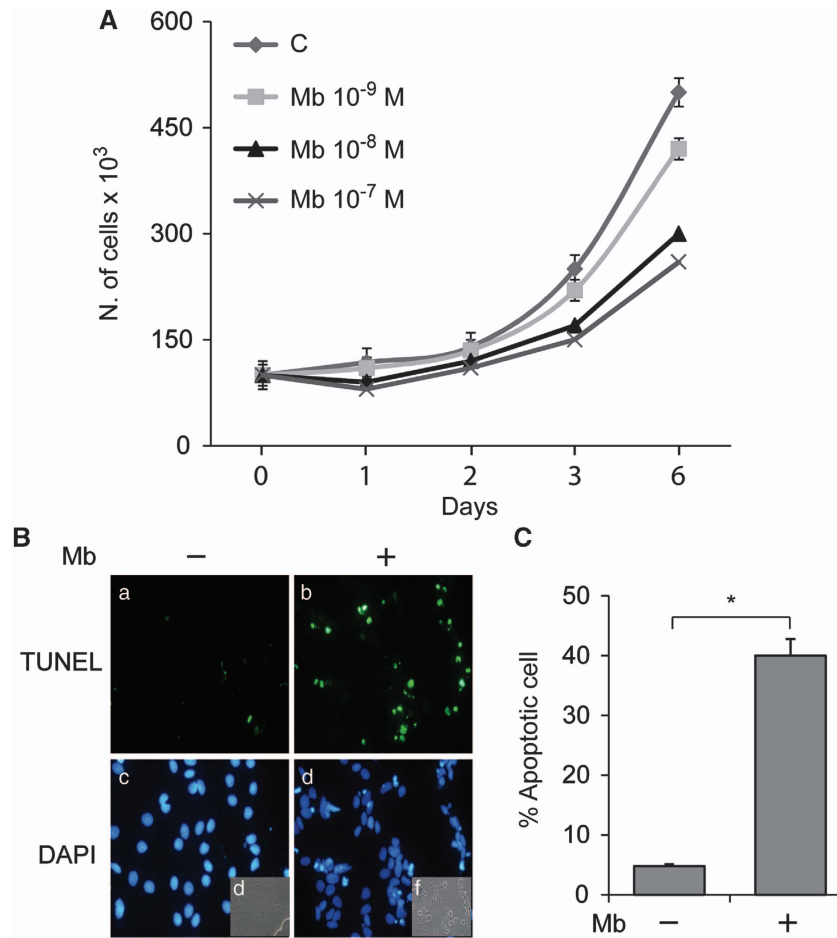 A
600
450
300
150
0
N. of cells x 10³
C
Mb 10⁻⁹ M
Mb 10⁻⁸ M
Mb 10⁻⁷ M
0 1 2 3 6
Days
B
Mb − +
TUNEL
a b
DAPI
c d
d f
C
50
40
30
20
10
0
% Apoptotic cell
*
Mb − +